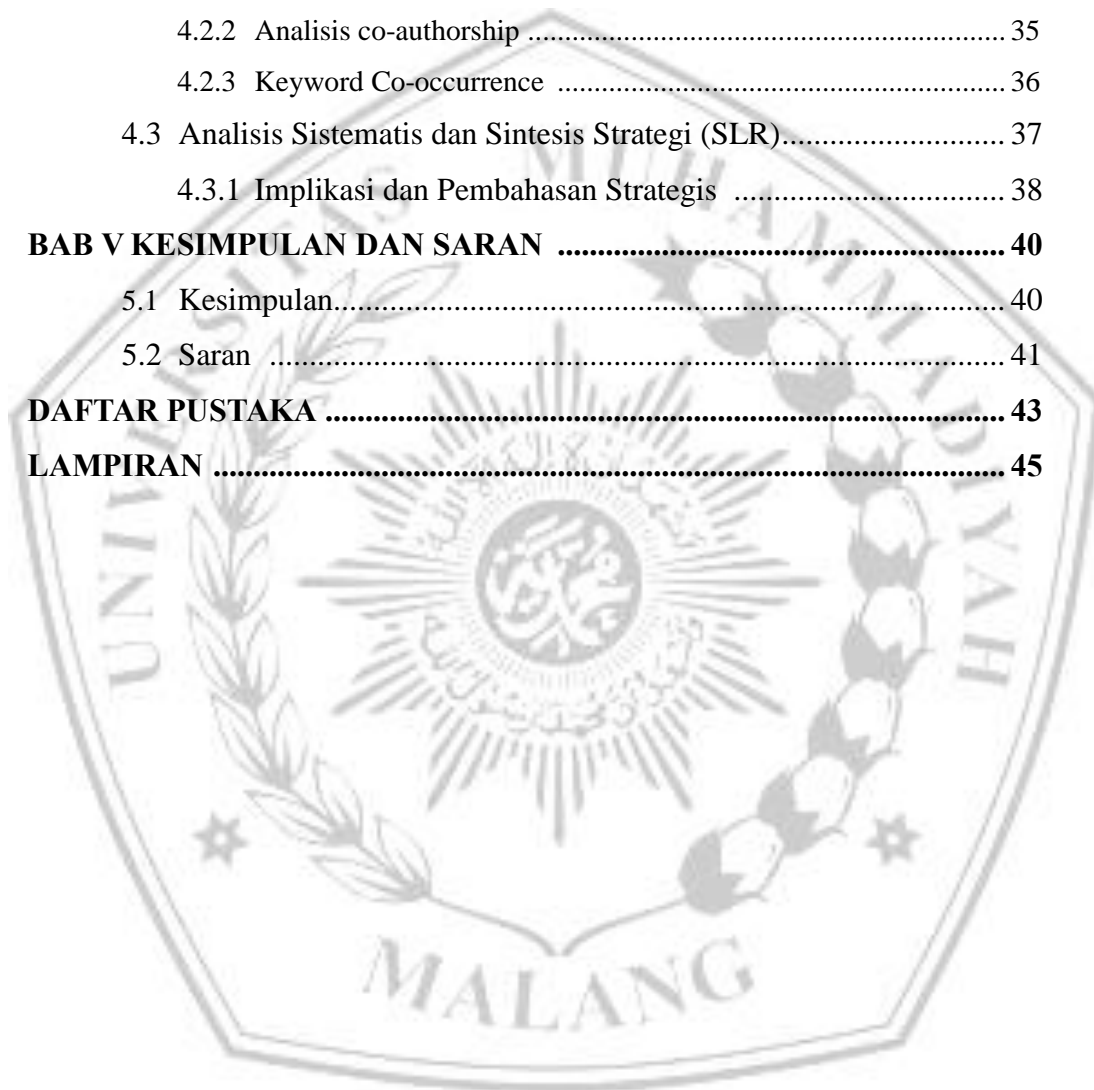 4.2.2 Analisis co-authorship ................................................................ 35
4.2.3 Keyword Co-occurrence ............................................................ 36
4.3 Analisis Sistematis dan Sintesis Strategi (SLR).............................. 37
4.3.1 Implikasi dan Pembahasan Strategis .................................... 38
BAB V KESIMPULAN DAN SARAN .......................................................... 40
5.1 Kesimpulan......................................................................................... 40
5.2 Saran .................................................................................................. 41
DAFTAR PUSTAKA ......................................................................................... 43
LAMPIRAN ....................................................................................................... 45
UNIVERSITAS MUHAMMADIYAH
MALANG